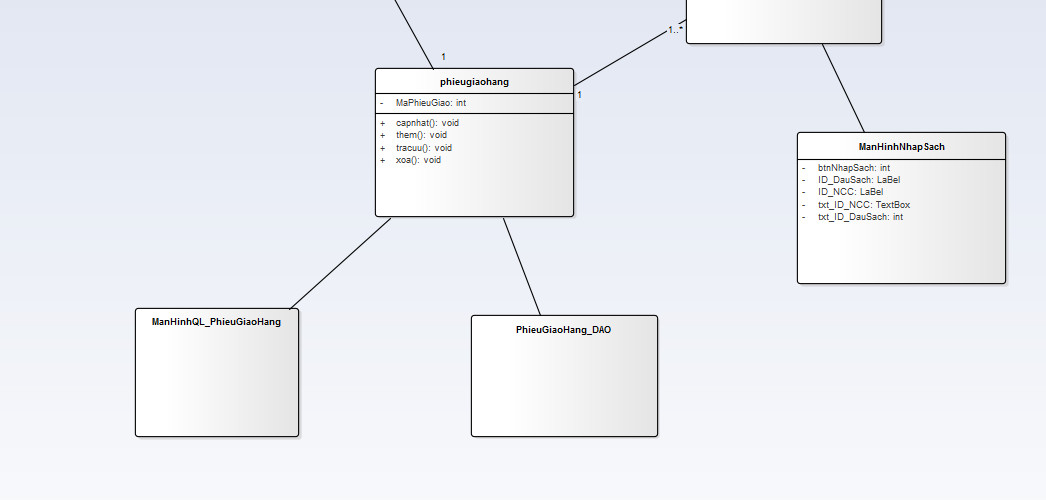 1..*
1
phieugiaohang
1
- MaPhieuGiao: int
+ capnhat(): void
+ them(): void
+ tracuu(): void
+ xoa(): void
ManHinhNhapSach
- btnNhapSach: int
- ID_DauSach: LaBel
- ID_NCC: LaBel
- txt_ID_NCC: TextBox
- txt_ID_DauSach: int
ManHinhQL_PhieuGiaoHang
PhieuGiaoHang_DAO